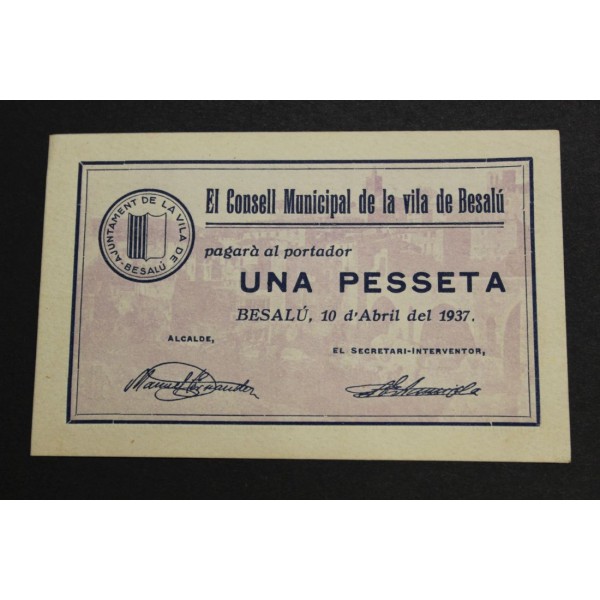 AJUNTAMENT DE LA VILA DE
-BESALÚ-
El Consell Municipal de la vila de Besalú
pagarà al portador
UNA PESSETA
BESALÚ, 10 d'Abril del 1937.
ALCALDE,
EL SECRETARI-INTERVENTOR,